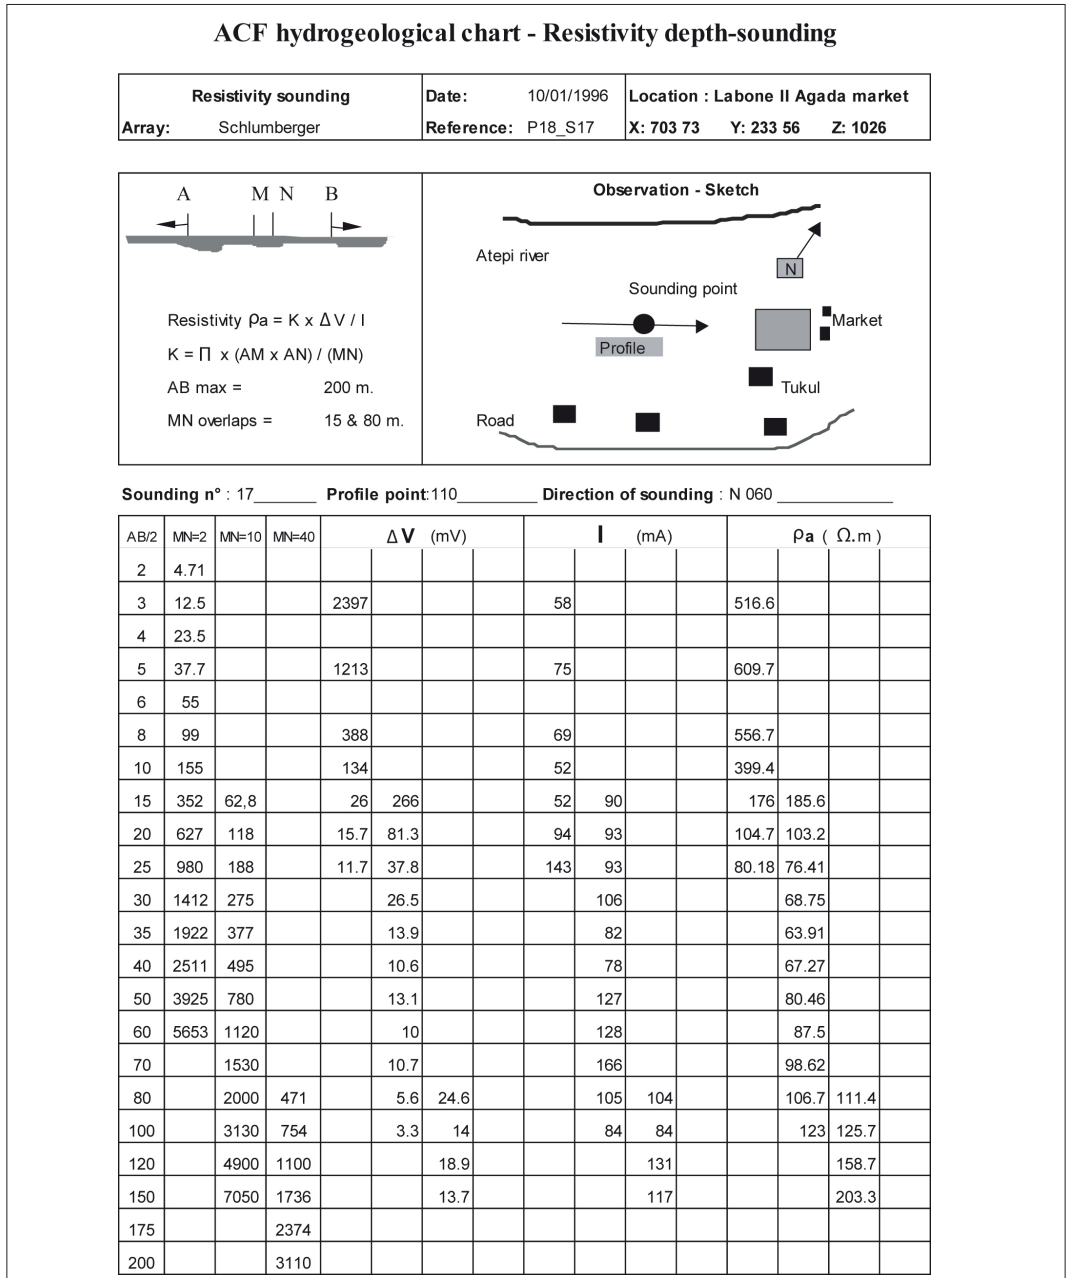 ACF hydrogeological chart - Resistivity depth-sounding
Resistivity sounding Date: 10/01/1996 Location : Labone II Agada market
Array: Schlumberger Reference: P18_S17 X: 703 73 Y: 233 56 Z: 1026
A M N B
Resistivity ρa = K x Δ V / I
K = Π x (AM x AN) / (MN)
AB max = 200 m.
MN overlaps = 15 & 80 m.
Observation - Sketch
Atepi river
N
Sounding point
Market
Profile
Tukul
Road
Sounding n° : 17_______ Profile point:110_________ Direction of sounding : N 060 _____________
AB/2 MN=2 MN=10 MN=40 Δ V (mV) I (mA) ρa ( Ω.m )
2 4.71
3 12.5 2397 58 516.6
4 23.5
5 37.7 1213 75 609.7
6 55
8 99 388 69 556.7
10 155 134 52 399.4
15 352 62,8 26 266 52 90 176 185.6
20 627 118 15.7 81.3 94 93 104.7 103.2
25 980 188 11.7 37.8 143 93 80.18 76.41
30 1412 275 26.5 106 68.75
35 1922 377 13.9 82 63.91
40 2511 495 10.6 78 67.27
50 3925 780 13.1 127 80.46
60 5653 1120 10 128 87.5
70 1530 10.7 166 98.62
80 2000 471 5.6 24.6 105 104 106.7 111.4
100 3130 754 3.3 14 84 84 123 125.7
120 4900 1100 18.9 131 158.7
150 7050 1736 13.7 117 203.3
175 2374
200 3110